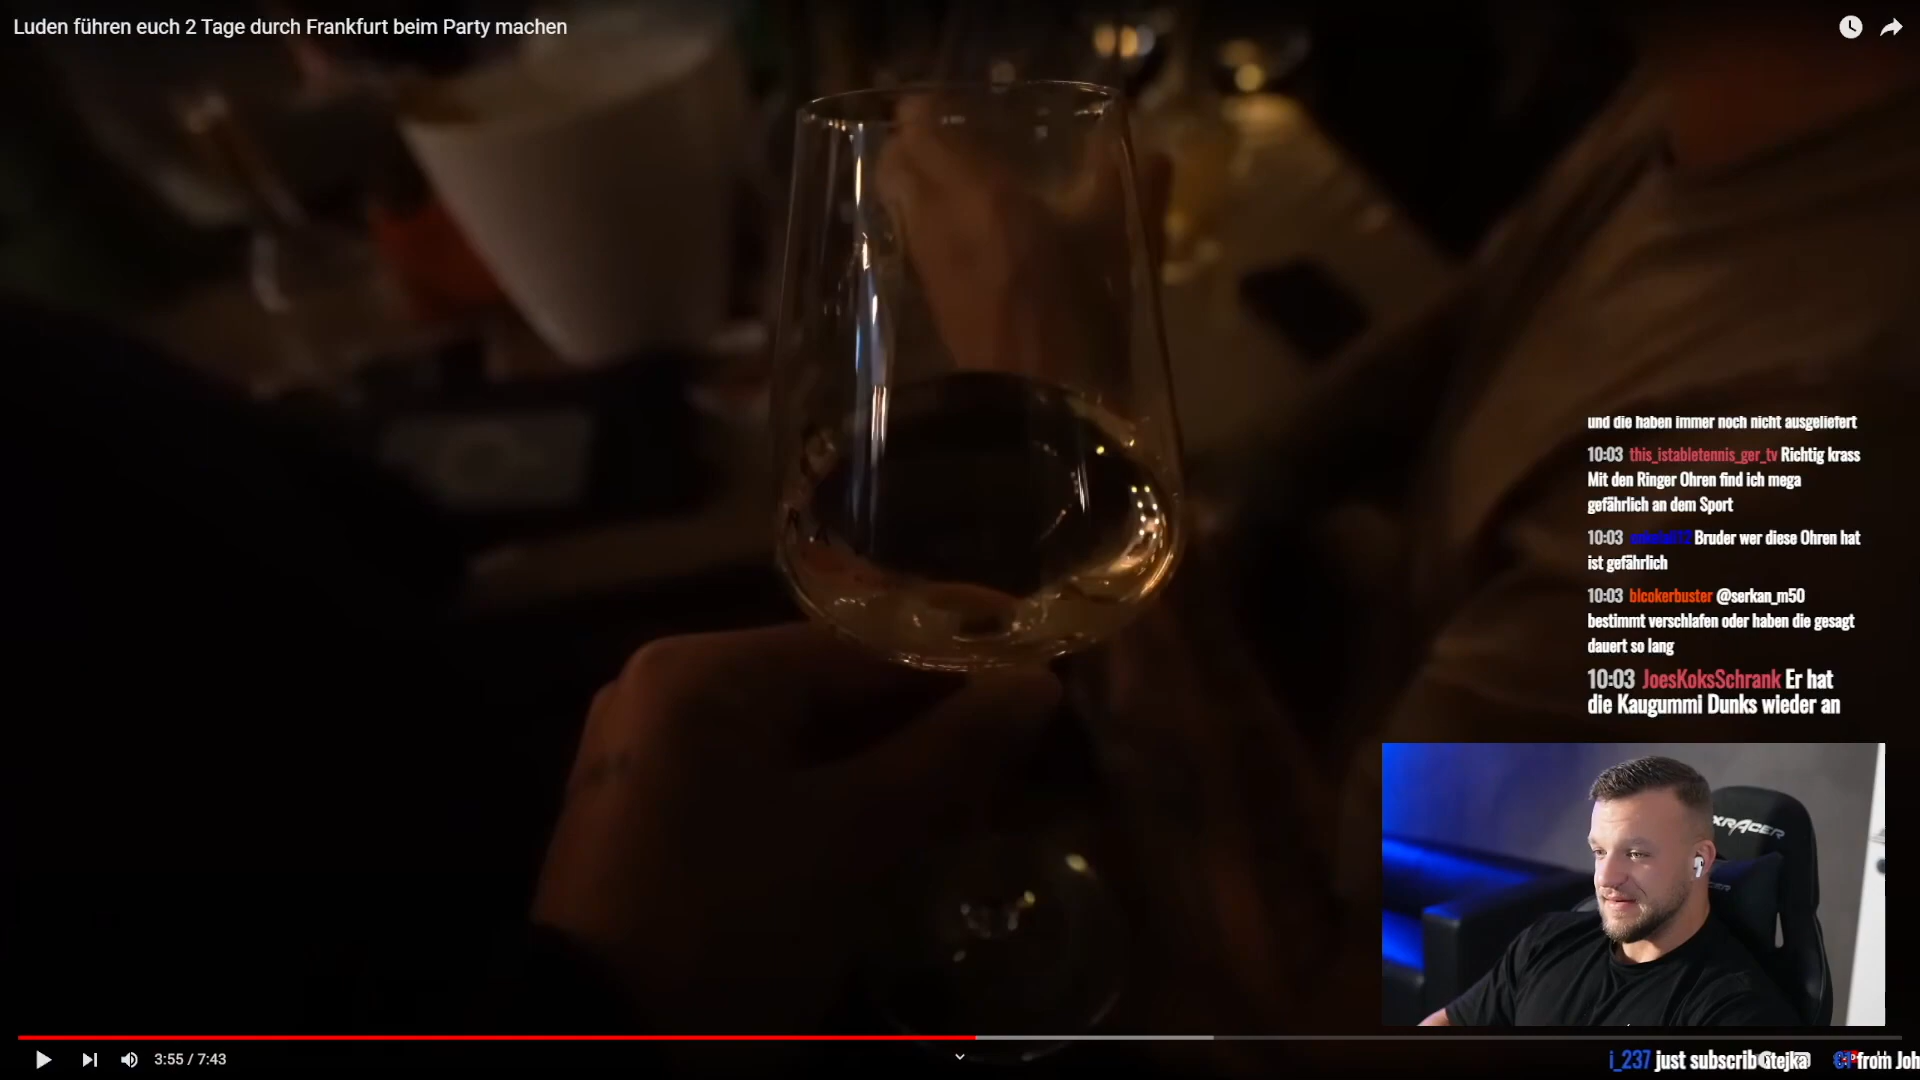 Luden führen euch 2 Tage durch Frankfurt beim Party machen
und die haben immer noch nicht ausgeliefert
10:03 this_istabletennis_ger_tv Richtig krass
Mit den Ringer Ohren find ich mega
gefährlich an dem Sport
10:03 Bruder wer diese Ohren hat
ist gefährlich
10:03 blcokerbuster @serkan_m50
bestimmt verschlafen oder haben die gesagt
dauert so lang
10:03 JoesKoksSchrank Er hat
die Kaugummi Dunks wieder an
XRACER
3:55 / 7:43
i_237 just subscrib
from Joh